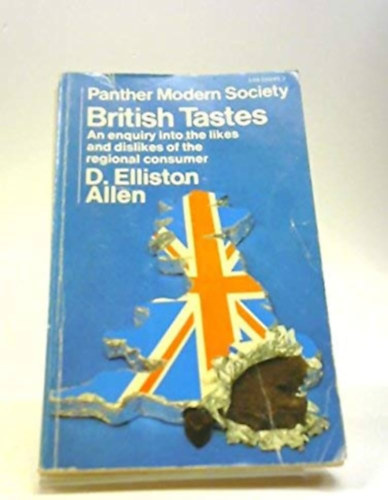 Panther Modern Society
British Tastes
An enquiry into the likes
and dislikes of the
regional consumer
D. Elliston
Allen